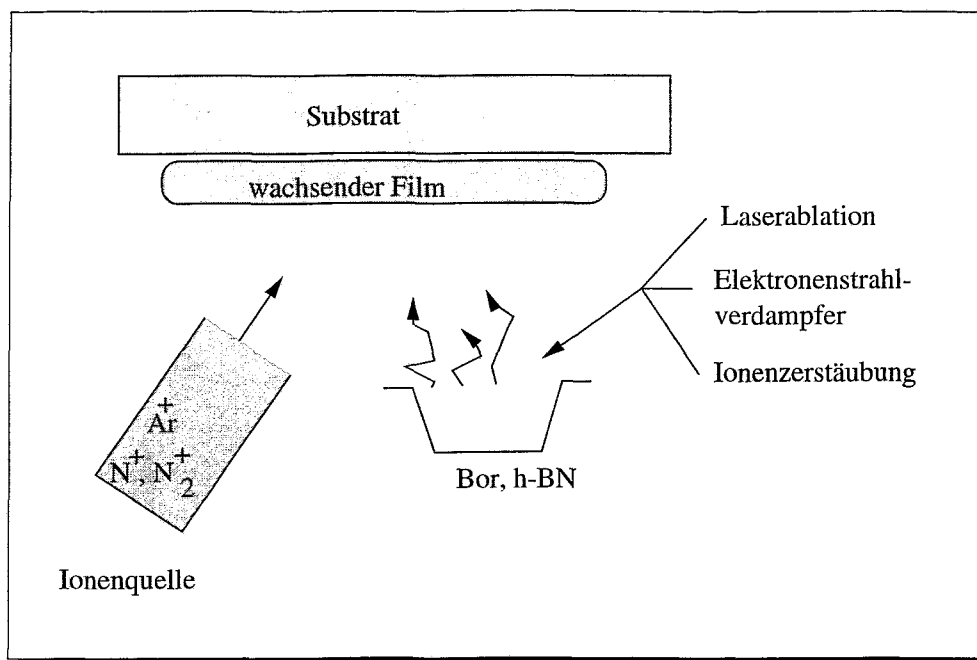 Substrat
wachsender Film
Laserablation
Elektronenstrahl-
verdampfer
Ionenzerstäubung
Ar+
N+, N2+
Bor, h-BN
Ionenquelle